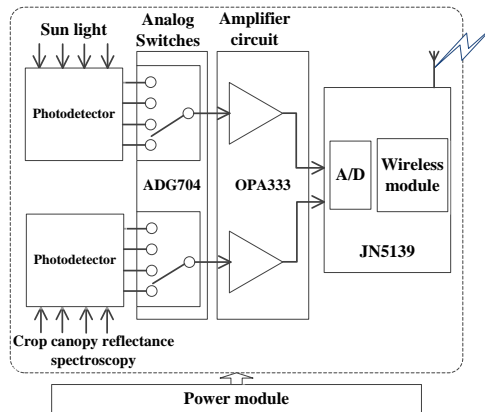 Sun light
Analog
Switches
Amplifier
circuit
Photodetector
ADG704
OPA333
A/D
Wireless
module
JN5139
Photodetector
Crop canopy reflectance
spectroscopy
Power module